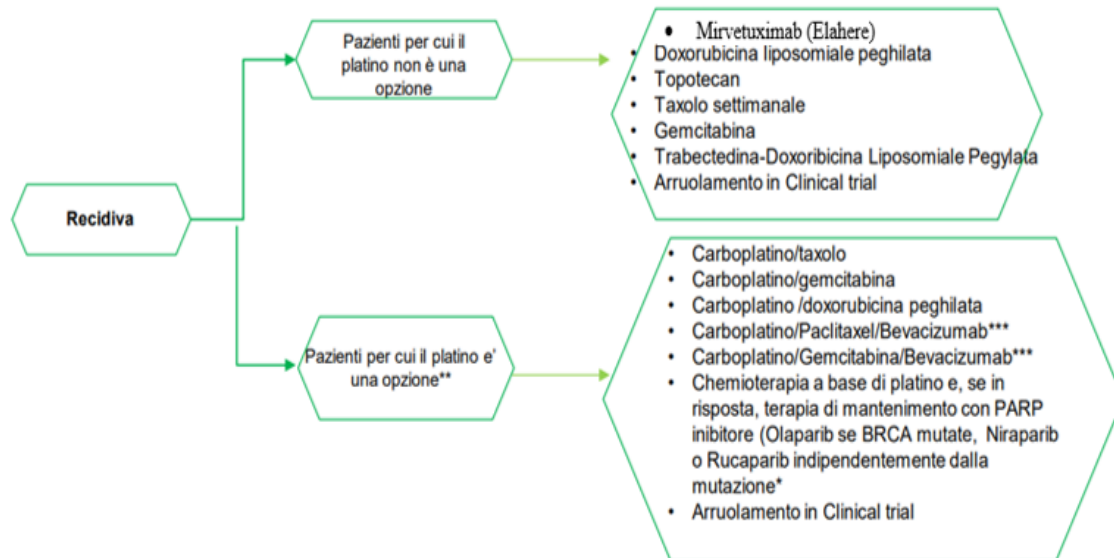 Recidiva
Pazienti per cui il
platino non è una
opzione
• Mirvetuximab (Elahere)
• Doxorubicina liposomiale peghilata
• Topotecan
• Taxolo settimanale
• Gemcitabina
• Trabectedina-Doxoribicina Liposomiale Pegylata
• Arruolamento in Clinical trial
Pazienti per cui il platino e'
una opzione**
• Carboplatino/taxolo
• Carboplatino/gemcitabina
• Carboplatino /doxorubicina peghilata
• Carboplatino/Paclitaxel/Bevacizumab***
• Carboplatino/Gemcitabina/Bevacizumab***
• Chemioterapia a base di platino e, se in
risposta, terapia di mantenimento con PARP
inibitore (Olaparib se BRCA mutate, Niraparib
o Rucaparib indipendentemente dalla
mutazione*
• Arruolamento in Clinical trial